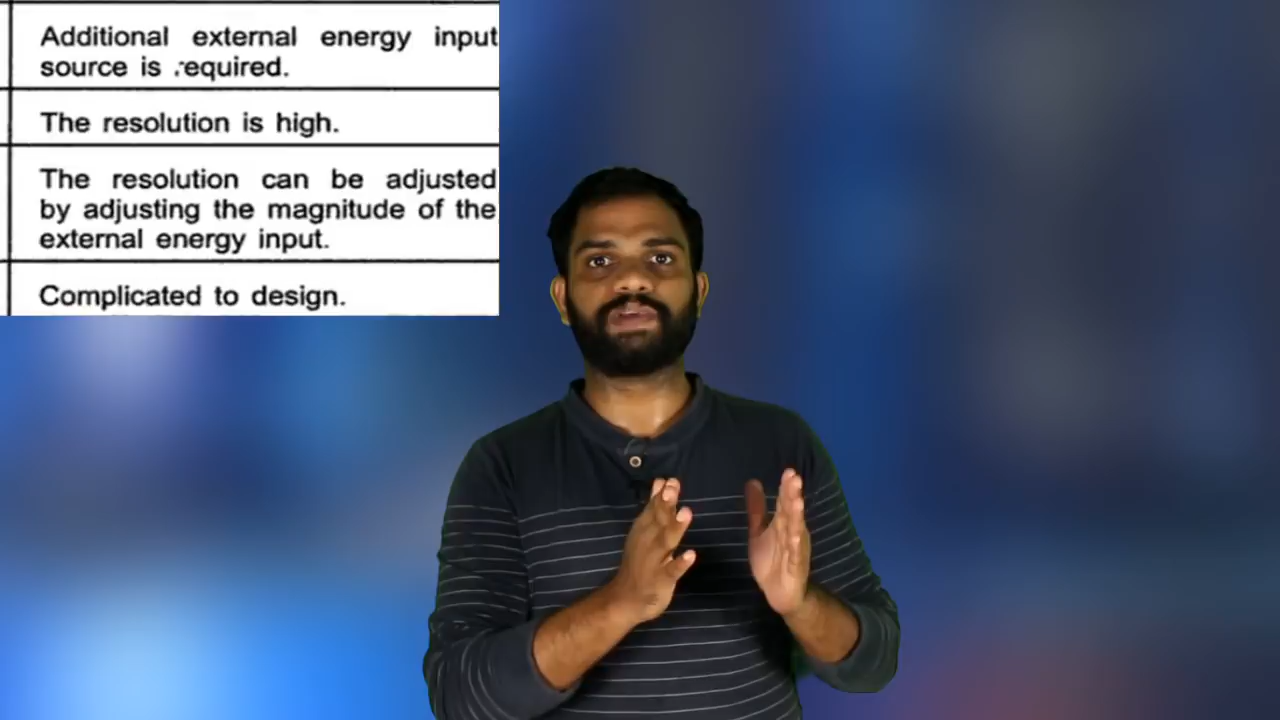 Additional external energy input
source is required.
The resolution is high.
The resolution can be adjusted
by adjusting the magnitude of the
external energy input.
Complicated to design.